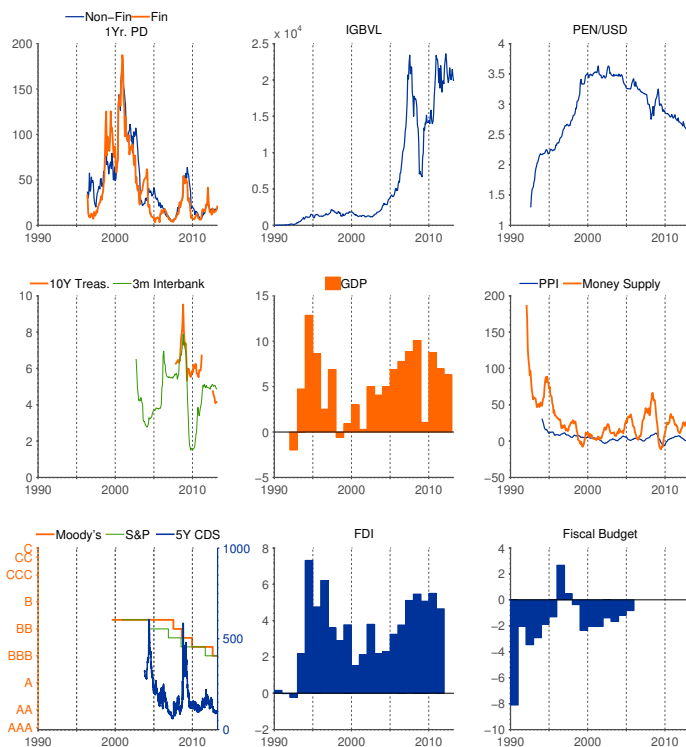 Non−Fin Fin
1Yr. PD
200
150
100
50
0
1990 2000 2010
IGBVL
2.5 x 10⁴
2
1.5
1
0.5
0
1990 2000 2010
PEN/USD
4
3.5
3
2.5
2
1.5
1
1990 2000 2010
10Y Treas. 3m Interbank
10
8
6
4
2
0
1990 2000 2010
GDP
15
10
5
0
−5
1990 2000 2010
PPI Money Supply
200
150
100
50
0
−50
1990 2000 2010
Moody's S&P 5Y CDS
C
CC
CCC
B
BB
BBB
A
AA
AAA
1000
500
0
1990 2000 2010
FDI
8
6
4
2
0
−2
1990 2000 2010
Fiscal Budget
4
2
0
−2
−4
−6
−8
−10
1990 2000 2010